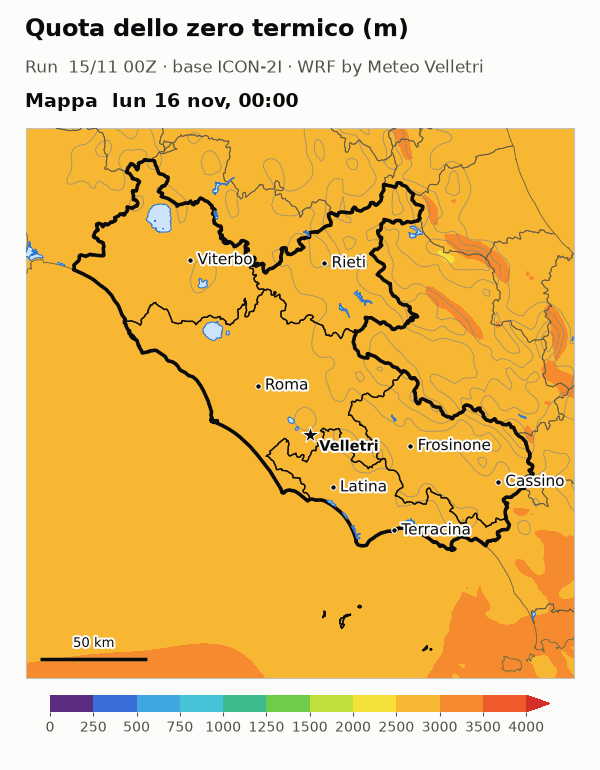 Quota dello zero termico (m)
Run  15/11 00Z · base ICON-2I · WRF by Meteo Velletri
Mappa  lun 16 nov, 00:00
Viterbo
Rieti
Roma
Velletri
Frosinone
Cassino
Latina
Terracina
50 km
0 250 500 750 1000 1250 1500 2000 2500 3000 3500 4000